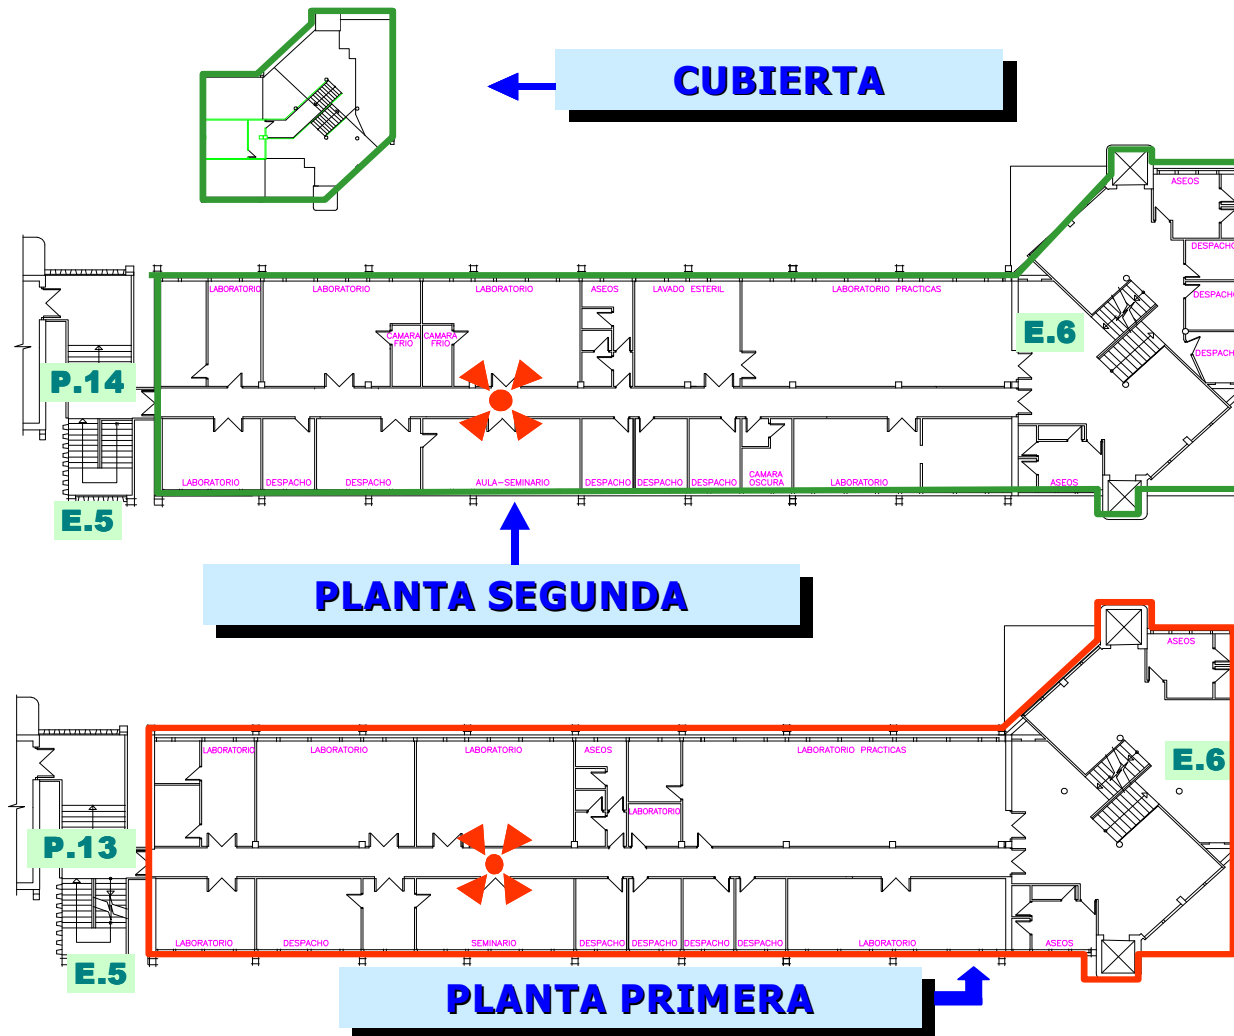 CUBIERTA
ASEOS
DESPACHO
DESPACHO
DESPACHO
LABORATORIO
LABORATORIO
LABORATORIO
ASEOS
LAVADO ESTERIL
LABORATORIO PRACTICAS
CAMARA
FRIO
CAMARA
FRIO
E.6
P.14
LABORATORIO
DESPACHO
DESPACHO
AULA-SEMINARIO
DESPACHO
DESPACHO
DESPACHO
CAMARA
OSCURA
LABORATORIO
ASEOS
E.5
PLANTA SEGUNDA
ASEOS
LABORATORIO
LABORATORIO
LABORATORIO
ASEOS
LABORATORIO PRACTICAS
E.6
LABORATORIO
P.13
LABORATORIO
DESPACHO
SEMINARIO
DESPACHO
DESPACHO
DESPACHO
DESPACHO
LABORATORIO
ASEOS
E.5
PLANTA PRIMERA